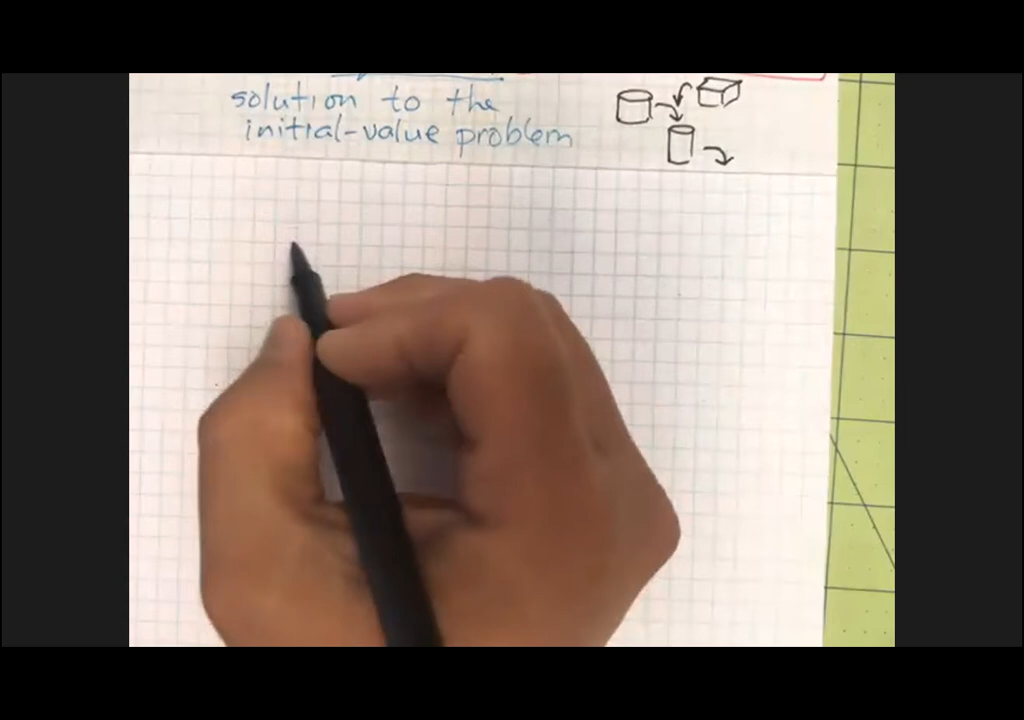 solution to the
initial-value problem